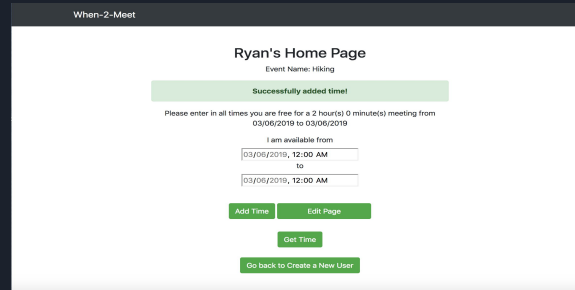 When-2-Meet
Ryan's Home Page
Event Name: Hiking
Successfully added time!
Please enter in all times you are free for a 2 hour(s) 0 minute(s) meeting from
03/06/2019 to 03/06/2019
I am available from
03/06/2019, 12:00 AM
to
03/06/2019, 12:00 AM
Add Time Edit Page
Get Time
Go back to Create a New User